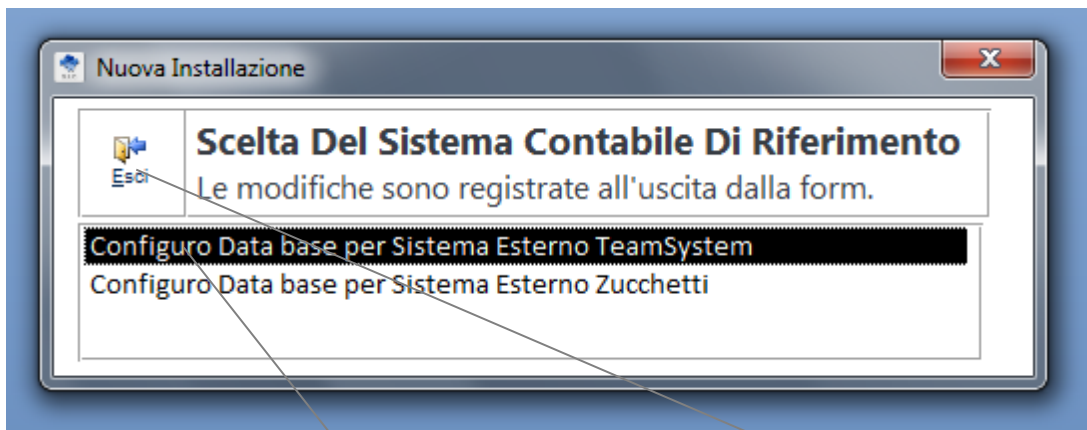 Nuova Installazione
Scelta Del Sistema Contabile Di Riferimento
Esci
Le modifiche sono registrate all'uscita dalla form.
Configuro Data base per Sistema Esterno TeamSystem
Configuro Data base per Sistema Esterno Zucchetti